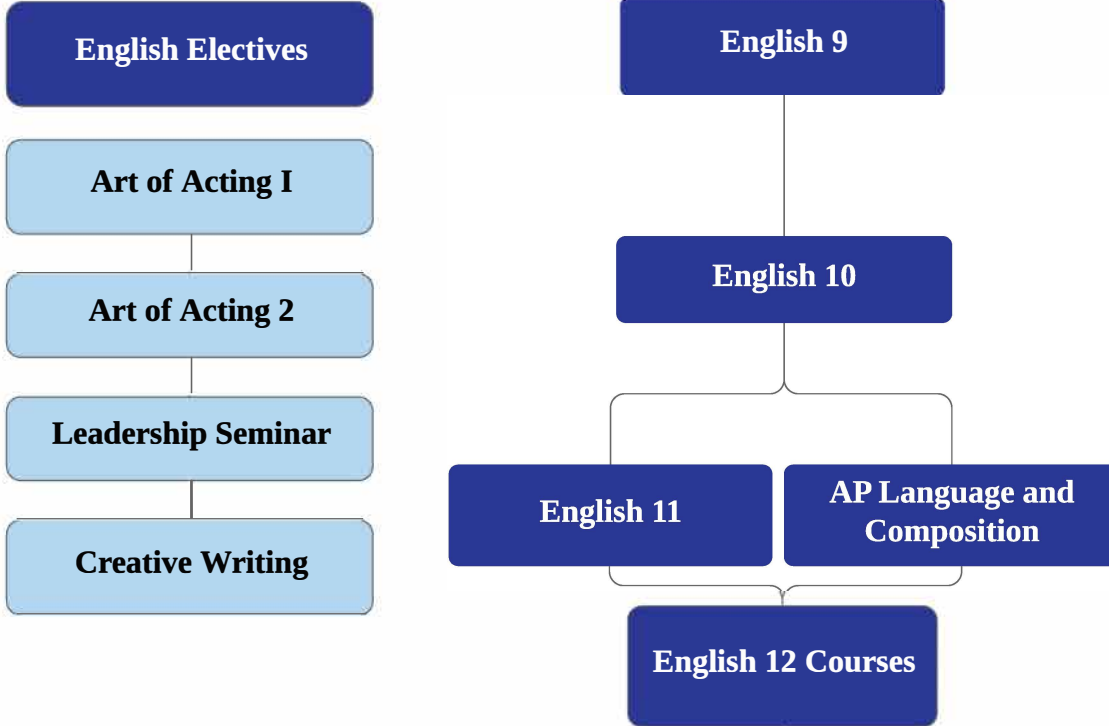 English Electives
Art of Acting I
Art of Acting 2
Leadership Seminar
Creative Writing
English 9
English 10
English 11
AP Language and
Composition
English 12 Courses